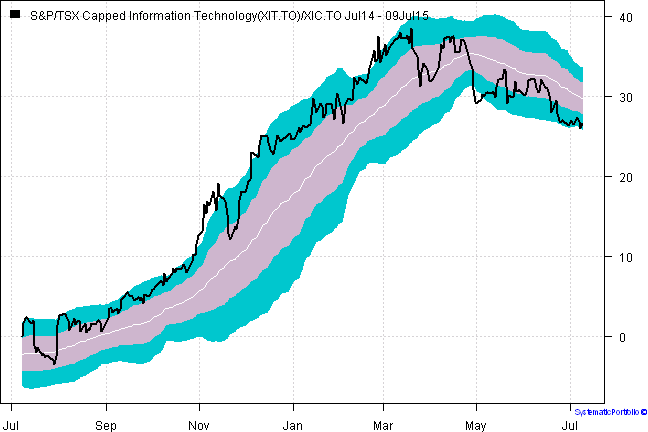 S&P/TSX Capped Information Technology(XIT.TO)/XIC.TO Jul14 - 09Jul15
40
30
20
10
0
SystematicPortfolio ©
Jul Sep Nov Jan Mar May Jul